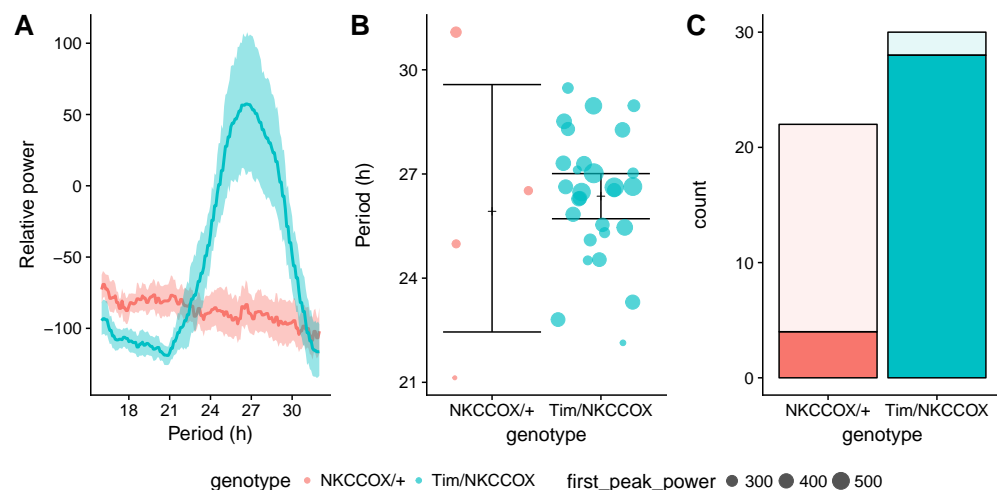 A
B
C
Relative power
100
50
0
−50
−100
18 21 24 27 30
Period (h)
Period (h)
30
27
24
21
NKCCOX/+ Tim/NKCCOX
genotype
count
30
20
10
0
NKCCOX/+ Tim/NKCCOX
genotype
genotype NKCCOX/+ Tim/NKCCOX first_peak_power 300 400 500